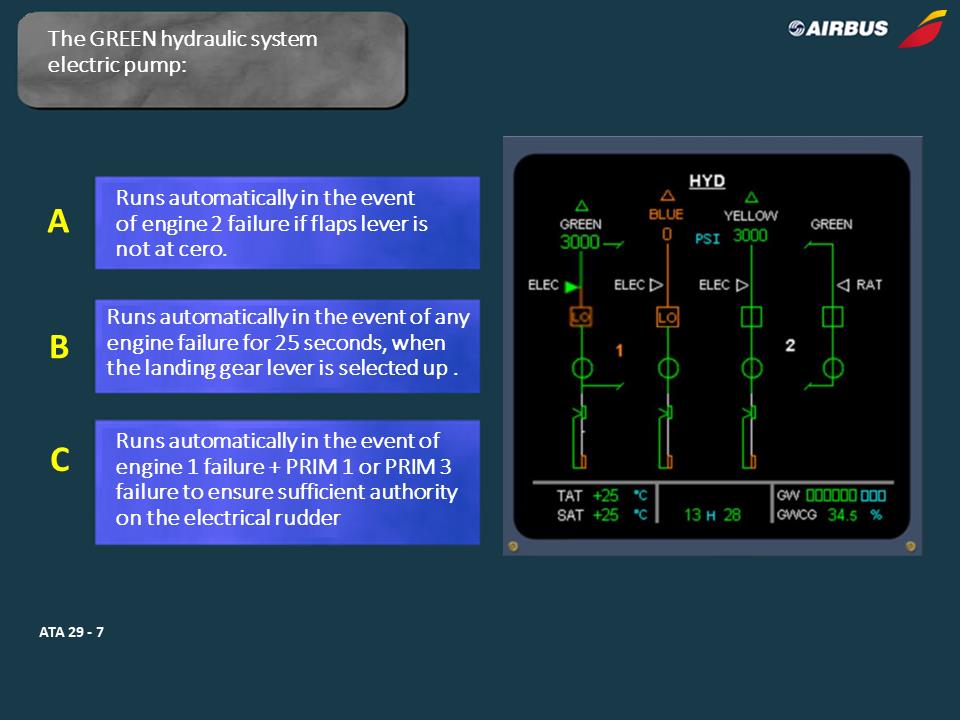 The GREEN hydraulic system
electric pump:
AIRBUS
A
Runs automatically in the event
of engine 2 failure if flaps lever is
not at cero.
B
Runs automatically in the event of any
engine failure for 25 seconds, when
the landing gear lever is selected up .
C
Runs automatically in the event of
engine 1 failure + PRIM 1 or PRIM 3
failure to ensure sufficient authority
on the electrical rudder
HYD
GREEN BLUE YELLOW GREEN
3000 0 PSI 3000
ELEC ELEC ELEC RAT
LO LO
1 2
TAT +25 °C GW
SAT +25 °C 13 H 28 GWCG 34.5 %
ATA 29 - 7